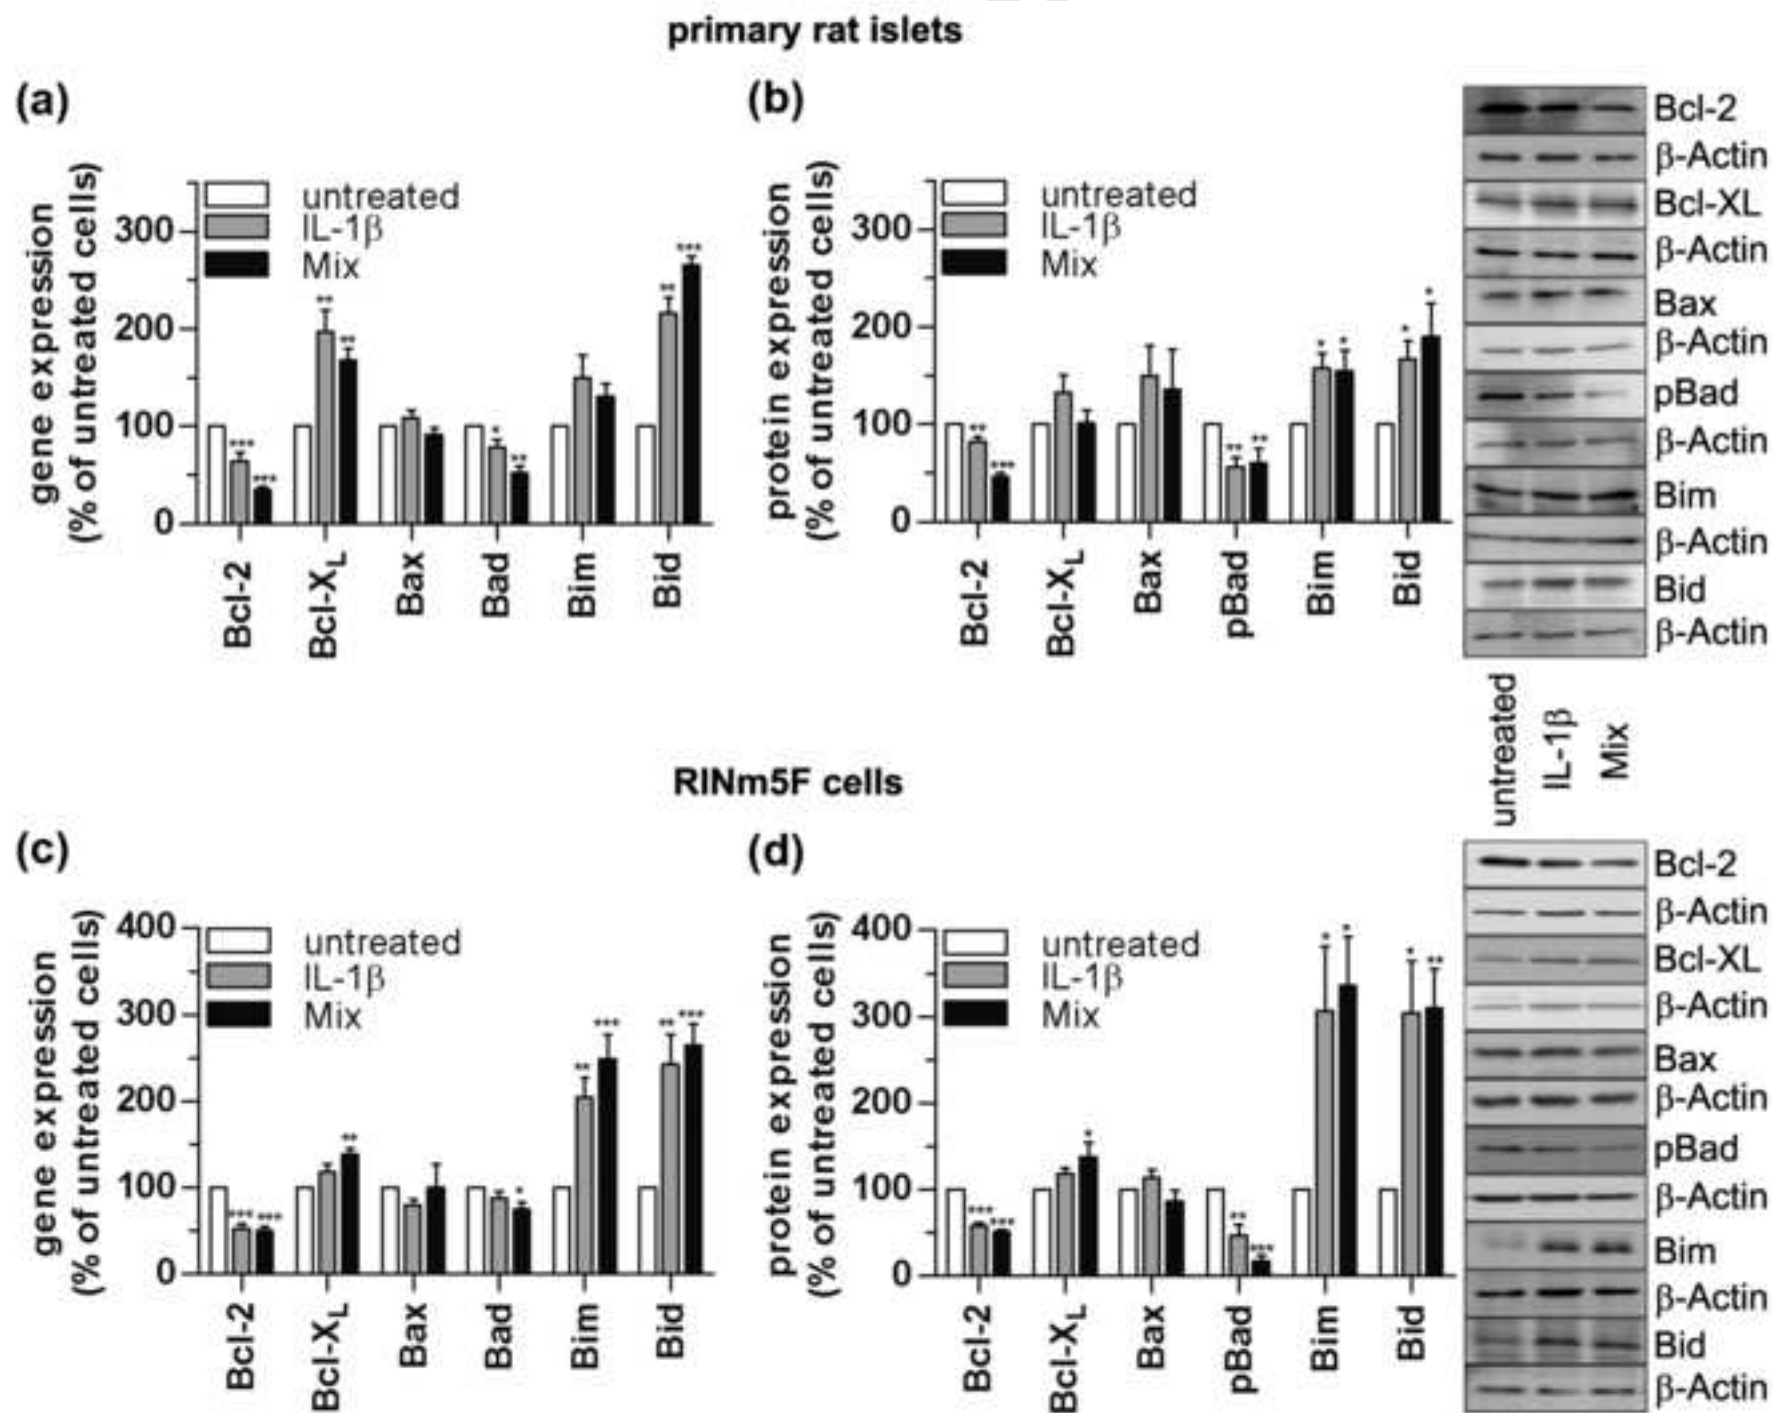 primary rat islets
(a)
gene expression
(% of untreated cells)
300
200
100
0
untreated
IL-1β
Mix
*** *** ** ** * ** ** ***
Bcl-2
Bcl-XL
Bax
Bad
Bim
Bid
(b)
protein expression
(% of untreated cells)
300
200
100
0
untreated
IL-1β
Mix
** *** ** ** * * * *
Bcl-2
Bcl-XL
Bax
pBad
Bim
Bid
Bcl-2
β-Actin
Bcl-XL
β-Actin
Bax
β-Actin
pBad
β-Actin
Bim
β-Actin
Bid
β-Actin
untreated
IL-1β
Mix
RINm5F cells
(c)
gene expression
(% of untreated cells)
400
300
200
100
0
untreated
IL-1β
Mix
*** *** ** * ** *** ** ***
Bcl-2
Bcl-XL
Bax
Bad
Bim
Bid
(d)
protein expression
(% of untreated cells)
400
300
200
100
0
untreated
IL-1β
Mix
*** *** * ** *** * * * **
Bcl-2
Bcl-XL
Bax
pBad
Bim
Bid
Bcl-2
β-Actin
Bcl-XL
β-Actin
Bax
β-Actin
pBad
β-Actin
Bim
β-Actin
Bid
β-Actin